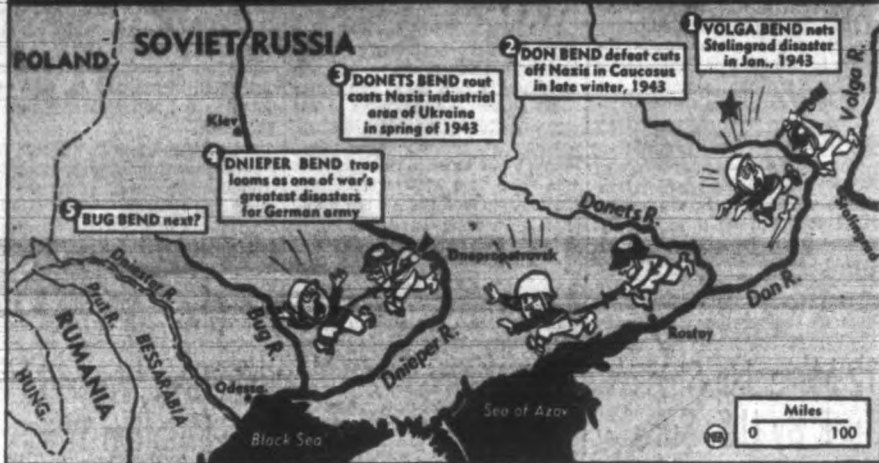 POLAND
SOVIET RUSSIA
1 VOLGA BEND nets
Stalingrad disaster
in Jan., 1943
2 DON BEND defeat cuts
off Nazis in Caucasus
in late winter, 1943
3 DONETS BEND rout
costs Nazis industrial
area of Ukraine
in spring of 1943
4 DNIEPER BEND trap
looms as one of war's
greatest disasters
for German army
5 BUG BEND next?
Kiev
Volga R.
Stalingrad
Donets R.
Don R.
Dnepropetrovsk
Rostov
Dniester R.
Prut R.
Bug R.
Dnieper R.
HUNG.
RUMANIA
BESSARABIA
Odessa
Black Sea
Sea of Azov
NEA
Miles
0 100